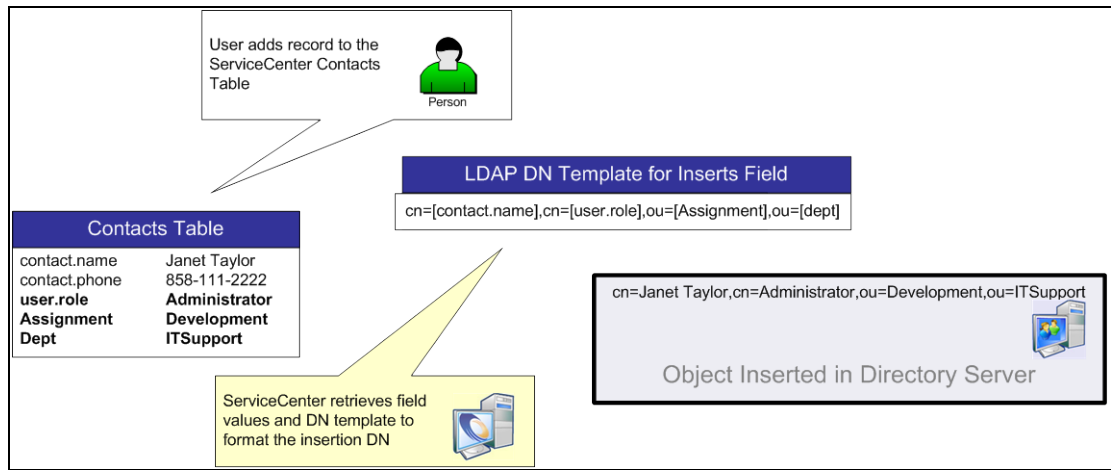 User adds record to the
ServiceCenter Contacts
Table
Person
LDAP DN Template for Inserts Field
cn=[contact.name],cn=[user.role],ou=[Assignment],ou=[dept]
Contacts Table
contact.name Janet Taylor
contact.phone 858-111-2222
user.role Administrator
Assignment Development
Dept ITSupport
cn=Janet Taylor,cn=Administrator,ou=Development,ou=ITSupport
Object Inserted in Directory Server
ServiceCenter retrieves field
values and DN template to
format the insertion DN